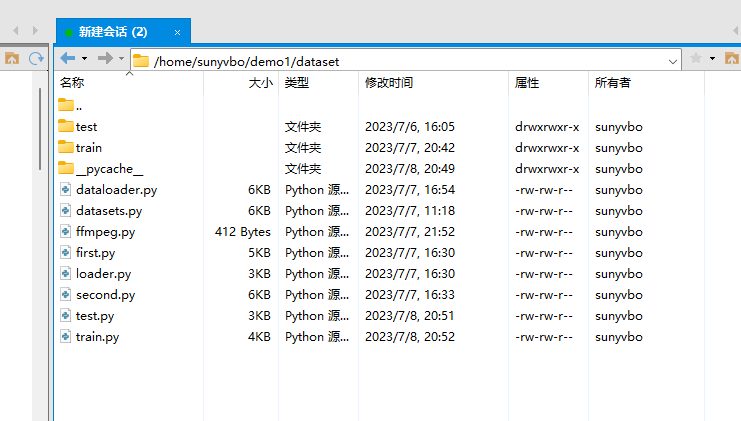 新建会话 (2)
/home/sunyvbo/demo1/dataset
名称 大小 类型 修改时间 属性 所有者
..
test 文件夹 2023/7/6, 16:05 drwxrwxr-x sunyvbo
train 文件夹 2023/7/7, 20:42 drwxrwxr-x sunyvbo
__pycache__ 文件夹 2023/7/8, 20:49 drwxrwxr-x sunyvbo
dataloader.py 6KB Python 源... 2023/7/7, 16:54 -rw-rw-r-- sunyvbo
datasets.py 6KB Python 源... 2023/7/7, 11:18 -rw-rw-r-- sunyvbo
ffmpeg.py 412 Bytes Python 源... 2023/7/7, 21:52 -rw-rw-r-- sunyvbo
first.py 5KB Python 源... 2023/7/7, 16:30 -rw-rw-r-- sunyvbo
loader.py 3KB Python 源... 2023/7/7, 16:30 -rw-rw-r-- sunyvbo
second.py 6KB Python 源... 2023/7/7, 16:33 -rw-rw-r-- sunyvbo
test.py 3KB Python 源... 2023/7/8, 20:51 -rw-rw-r-- sunyvbo
train.py 4KB Python 源... 2023/7/8, 20:52 -rw-rw-r-- sunyvbo